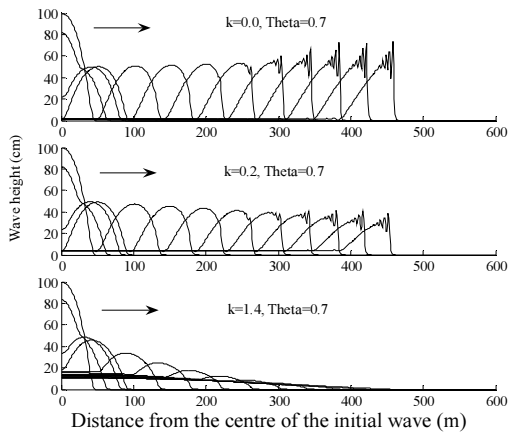 100
80
60
40
20
0
k=0.0, Theta=0.7
0 100 200 300 400 500 600
Wave height (cm)
100
80
60
40
20
0
k=0.2, Theta=0.7
0 100 200 300 400 500 600
100
80
60
40
20
0
k=1.4, Theta=0.7
0 100 200 300 400 500 600
Distance from the centre of the initial wave (m)